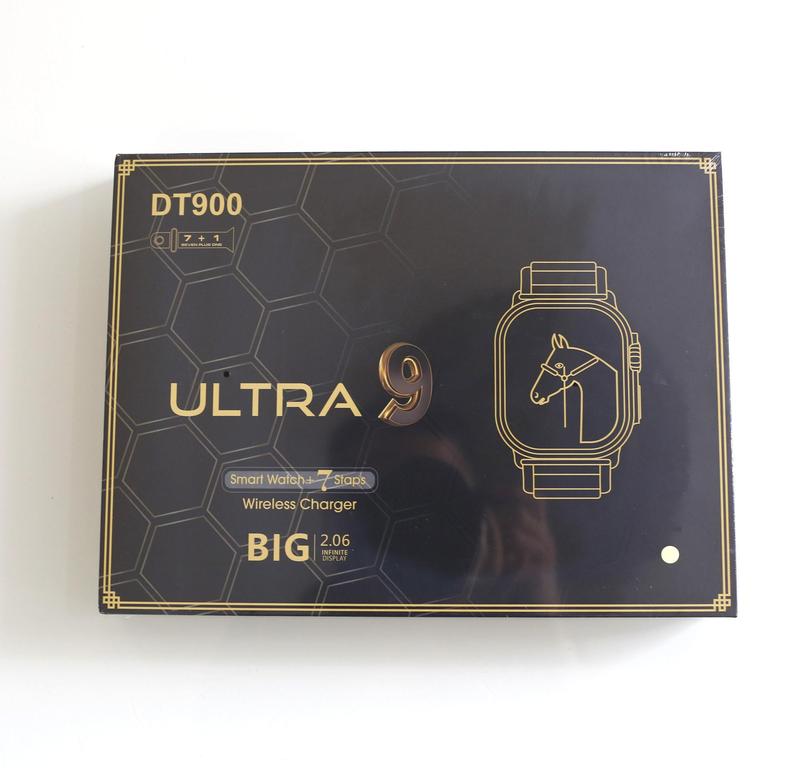 DT900
7 + 1
SEVEN PLUS ONE
ULTRA 9
Smart Watch+7 Staps
Wireless Charger
BIG 2.06
INFINITE
DISPLAY